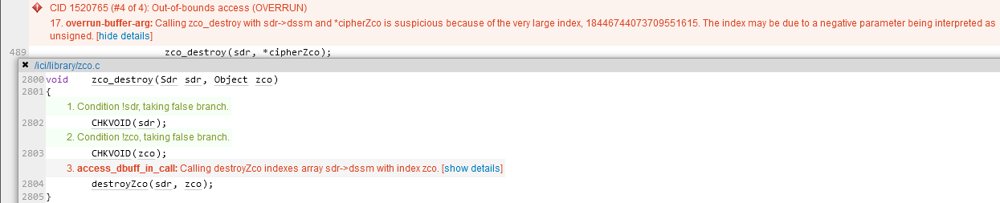 CID 1520765 (#4 of 4): Out-of-bounds access (OVERRUN)
17. overrun-buffer-arg: Calling zco_destroy with sdr->dssm and *cipherZco is suspicious because of the very large index, 18446744073709551615. The index may be due to a negative parameter being interpreted as
unsigned. [hide details]
489 zco_destroy(sdr, *cipherZco);
✖ /ici/library/zco.c
2800 void zco_destroy(Sdr sdr, Object zco)
2801 {
1. Condition !sdr, taking false branch.
2802 CHKVOID(sdr);
2. Condition !zco, taking false branch.
2803 CHKVOID(zco);
3. access_dbuff_in_call: Calling destroyZco indexes array sdr->dssm with index zco. [show details]
2804 destroyZco(sdr, zco);
2805 }